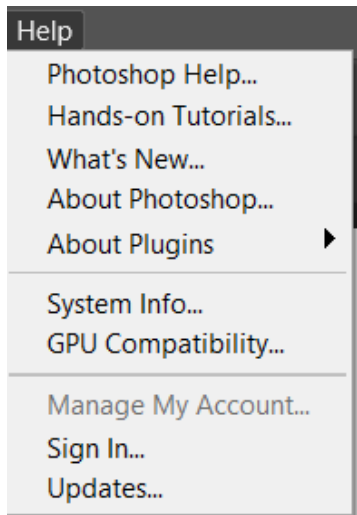 Help
Photoshop Help...
Hands-on Tutorials...
What's New...
About Photoshop...
About Plugins
System Info...
GPU Compatibility...
Manage My Account...
Sign In...
Updates...